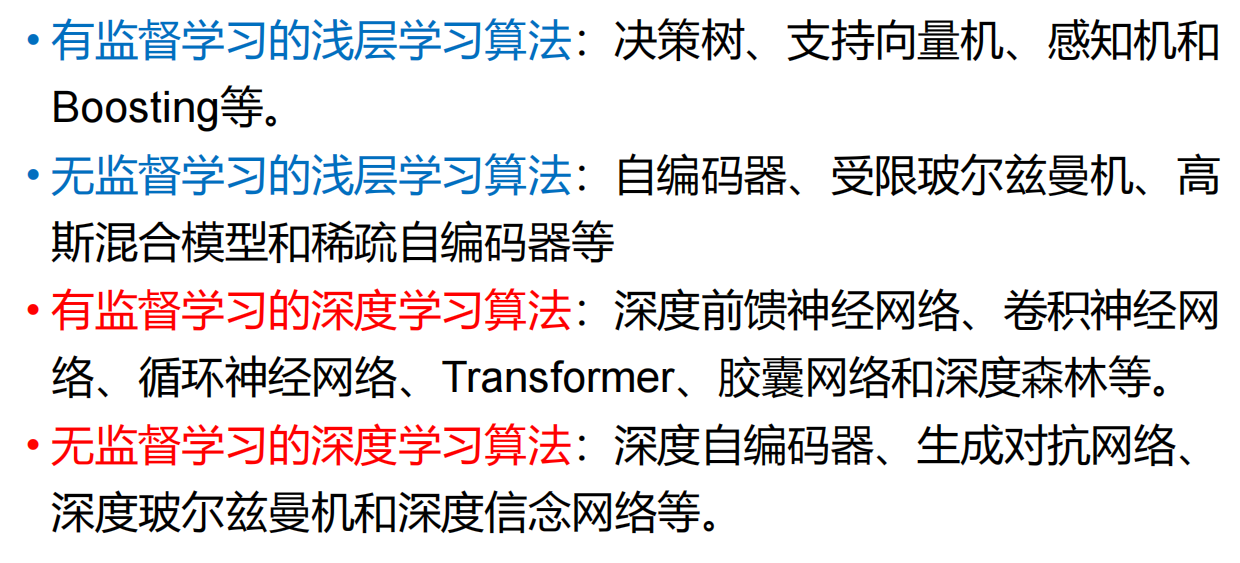 • 有监督学习的浅层学习算法：决策树、支持向量机、感知机和
Boosting等。
• 无监督学习的浅层学习算法：自编码器、受限玻尔兹曼机、高
斯混合模型和稀疏自编码器等
• 有监督学习的深度学习算法：深度前馈神经网络、卷积神经网
络、循环神经网络、Transformer、胶囊网络和深度森林等。
• 无监督学习的深度学习算法：深度自编码器、生成对抗网络、
深度玻尔兹曼机和深度信念网络等。